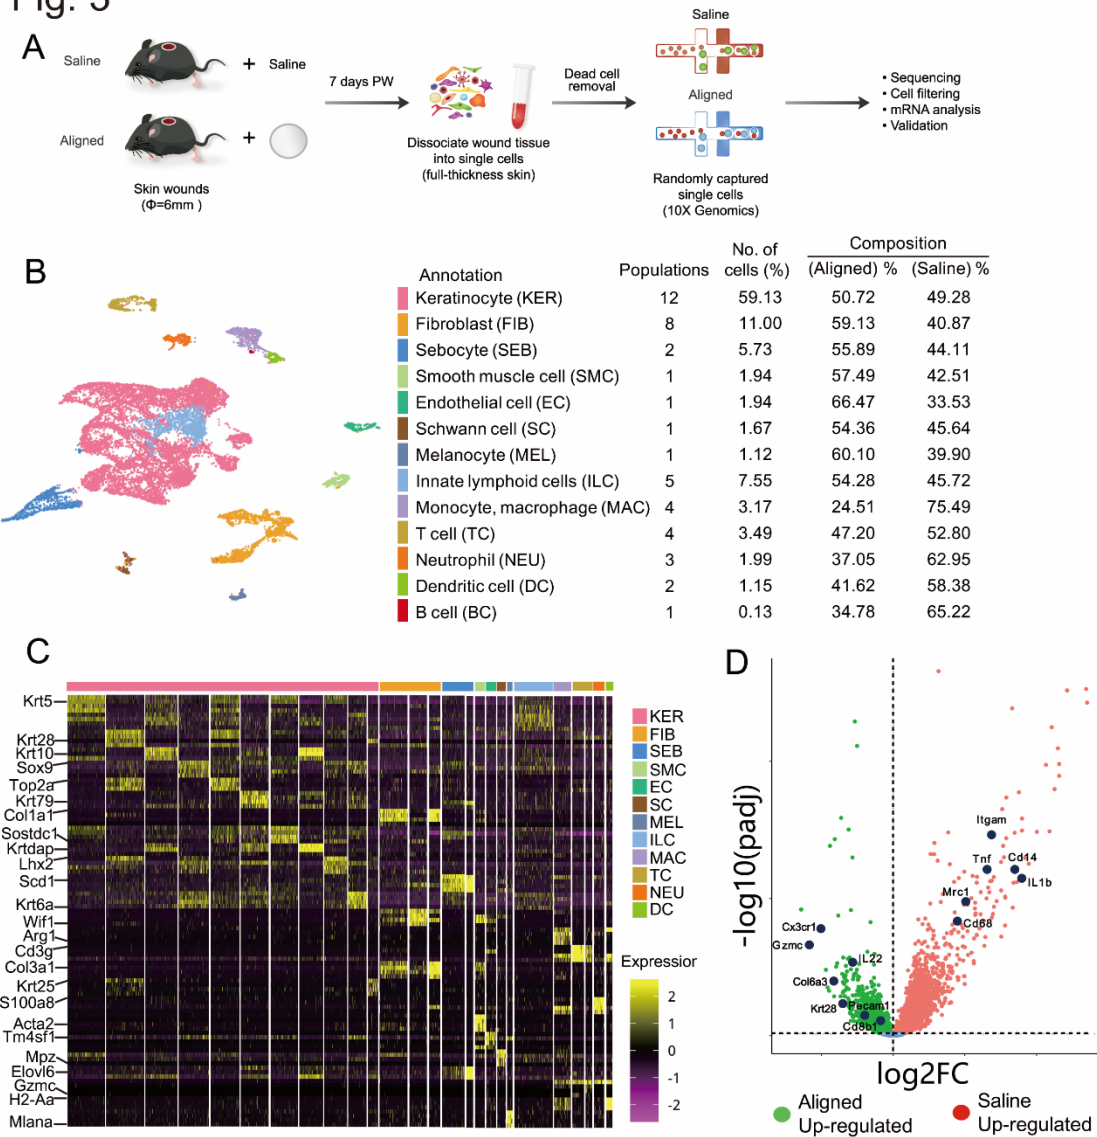 Fig. 3
A
Saline
+ Saline
Aligned
+
Skin wounds
(Φ=6mm )
7 days PW
Dissociate wound tissue
into single cells
(full-thickness skin)
Dead cell
removal
Saline
Aligned
Randomly captured
single cells
(10X Genomics)
• Sequencing
• Cell filtering
• mRNA analysis
• Validation
B
Annotation Populations No. of cells (%) Composition
(Aligned) % (Saline) %
Keratinocyte (KER) 12 59.13 50.72 49.28
Fibroblast (FIB) 8 11.00 59.13 40.87
Sebocyte (SEB) 2 5.73 55.89 44.11
Smooth muscle cell (SMC) 1 1.94 57.49 42.51
Endothelial cell (EC) 1 1.94 66.47 33.53
Schwann cell (SC) 1 1.67 54.36 45.64
Melanocyte (MEL) 1 1.12 60.10 39.90
Innate lymphoid cells (ILC) 5 7.55 54.28 45.72
Monocyte, macrophage (MAC) 4 3.17 24.51 75.49
T cell (TC) 4 3.49 47.20 52.80
Neutrophil (NEU) 3 1.99 37.05 62.95
Dendritic cell (DC) 2 1.15 41.62 58.38
B cell (BC) 1 0.13 34.78 65.22
C
Krt5
Krt28
Krt10
Sox9
Top2a
Krt79
Col1a1
Sostdc1
Krtdap
Lhx2
Scd1
Krt6a
Wif1
Arg1
Cd3g
Col3a1
Krt25
S100a8
Acta2
Tm4sf1
Mpz
Elovl6
Gzmc
H2-Aa
Mlana
KER
FIB
SEB
SMC
EC
SC
MEL
ILC
MAC
TC
NEU
DC
Expression
2
1
0
-1
-2
D
-log10(padj)
Itgam
Tnf
Cd14
IL1b
Mrc1
Cd68
Cx3cr1
Gzmc
IL22
Col6a3
Krt28
Pecam1
Cd8b1
log2FC
Aligned
Up-regulated
Saline
Up-regulated